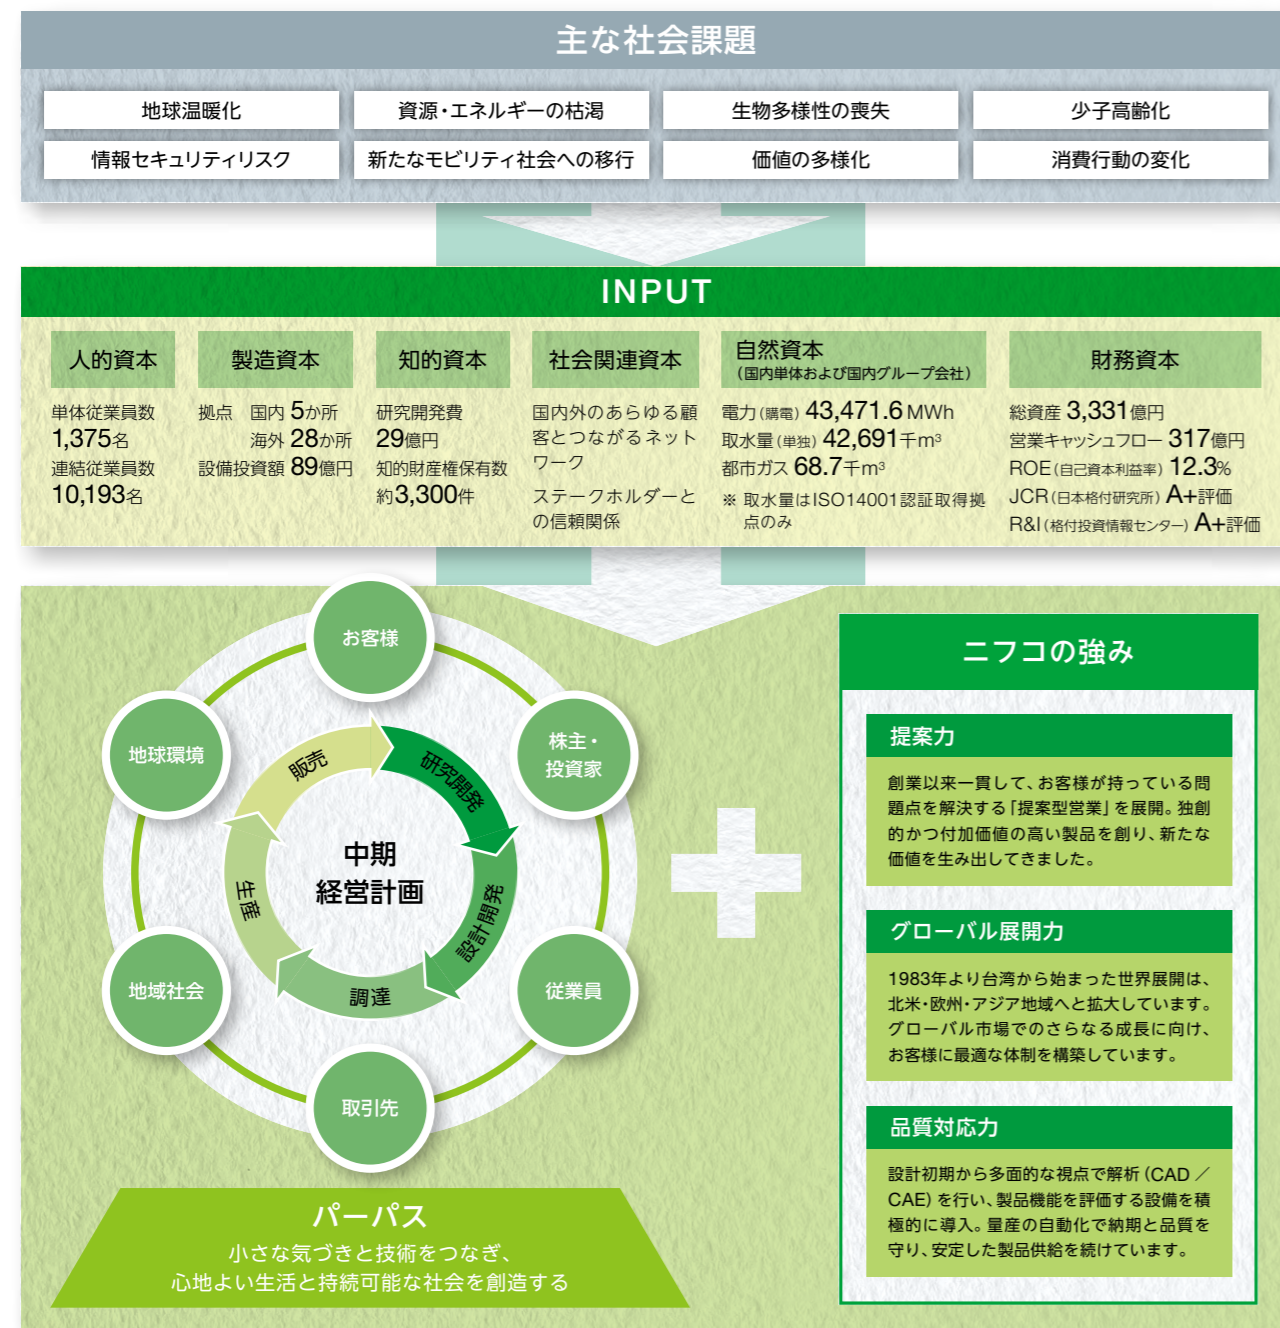 主な社会課題
地球温暖化
資源・エネルギーの枯渇
生物多様性の喪失
少子高齢化
情報セキュリティリスク
新たなモビリティ社会への移行
価値の多様化
消費行動の変化
INPUT
人的資本
単体従業員数
1,375名
連結従業員数
10,193名
製造資本
拠点 国内 5か所
海外 28か所
設備投資額 89億円
知的資本
研究開発費
29億円
知的財産権保有数
約3,300件
社会関連資本
国内外のあらゆる顧
客とつながるネット
ワーク
ステークホルダーと
の信頼関係
自然資本
（国内単体および国内グループ会社）
電力（購電） 43,471.6 MWh
取水量（単独） 42,691千m³
都市ガス 68.7千m³
※ 取水量はISO14001認証取得拠
点のみ
財務資本
総資産 3,331億円
営業キャッシュフロー 317億円
ROE（自己資本利益率） 12.3%
JCR（日本格付研究所） A+評価
R&I（格付投資情報センター） A+評価
お客様
株主・
投資家
従業員
取引先
地域社会
地球環境
研究開発
設計開発
調達
生産
販売
中期
経営計画
パーパス
小さな気づきと技術をつなぎ、
心地よい生活と持続可能な社会を創造する
ニフコの強み
提案力
創業以来一貫して、お客様が持っている問
題点を解決する「提案型営業」を展開。独創
的かつ付加価値の高い製品を創り、新たな
価値を生み出してきました。
グローバル展開力
1983年より台湾から始まった世界展開は、
北米・欧州・アジア地域へと拡大しています。
グローバル市場でのさらなる成長に向け、
お客様に最適な体制を構築しています。
品質対応力
設計初期から多面的な視点で解析（CAD／
CAE）を行い、製品機能を評価する設備を積
極的に導入。量産の自動化で納期と品質を
守り、安定した製品供給を続けています。